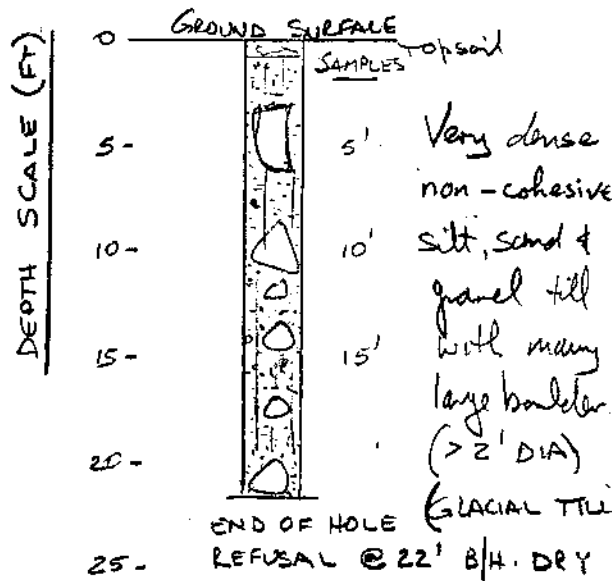 GROUND SURFACE
0
Topsoil
SAMPLES
DEPTH SCALE (FT)
5 -
5'
Very dense
non-cohesive
10 -
10'
silt, sand &
gravel till
15 -
15'
with many
large boulder
20 -
(> 2' DIA)
(GLACIAL TILL
END OF HOLE
25 -
REFUSAL @ 22' B/H. DRY